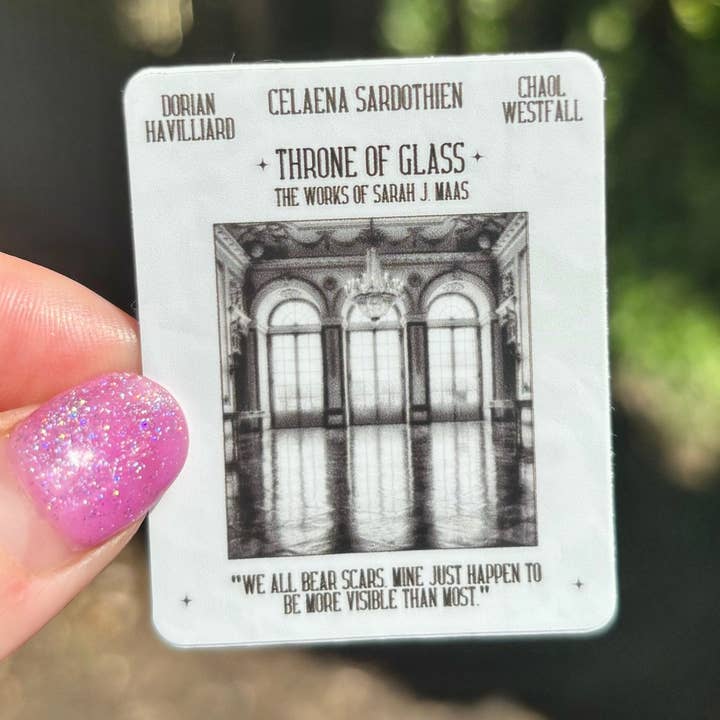 DORIAN
HAVILLIARD
CELAENA SARDOTHIEN
CHAOL
WESTFALL
THRONE OF GLASS
THE WORKS OF SARAH J. MAAS
"WE ALL BEAR SCARS. MINE JUST HAPPEN TO
BE MORE VISIBLE THAN MOST."